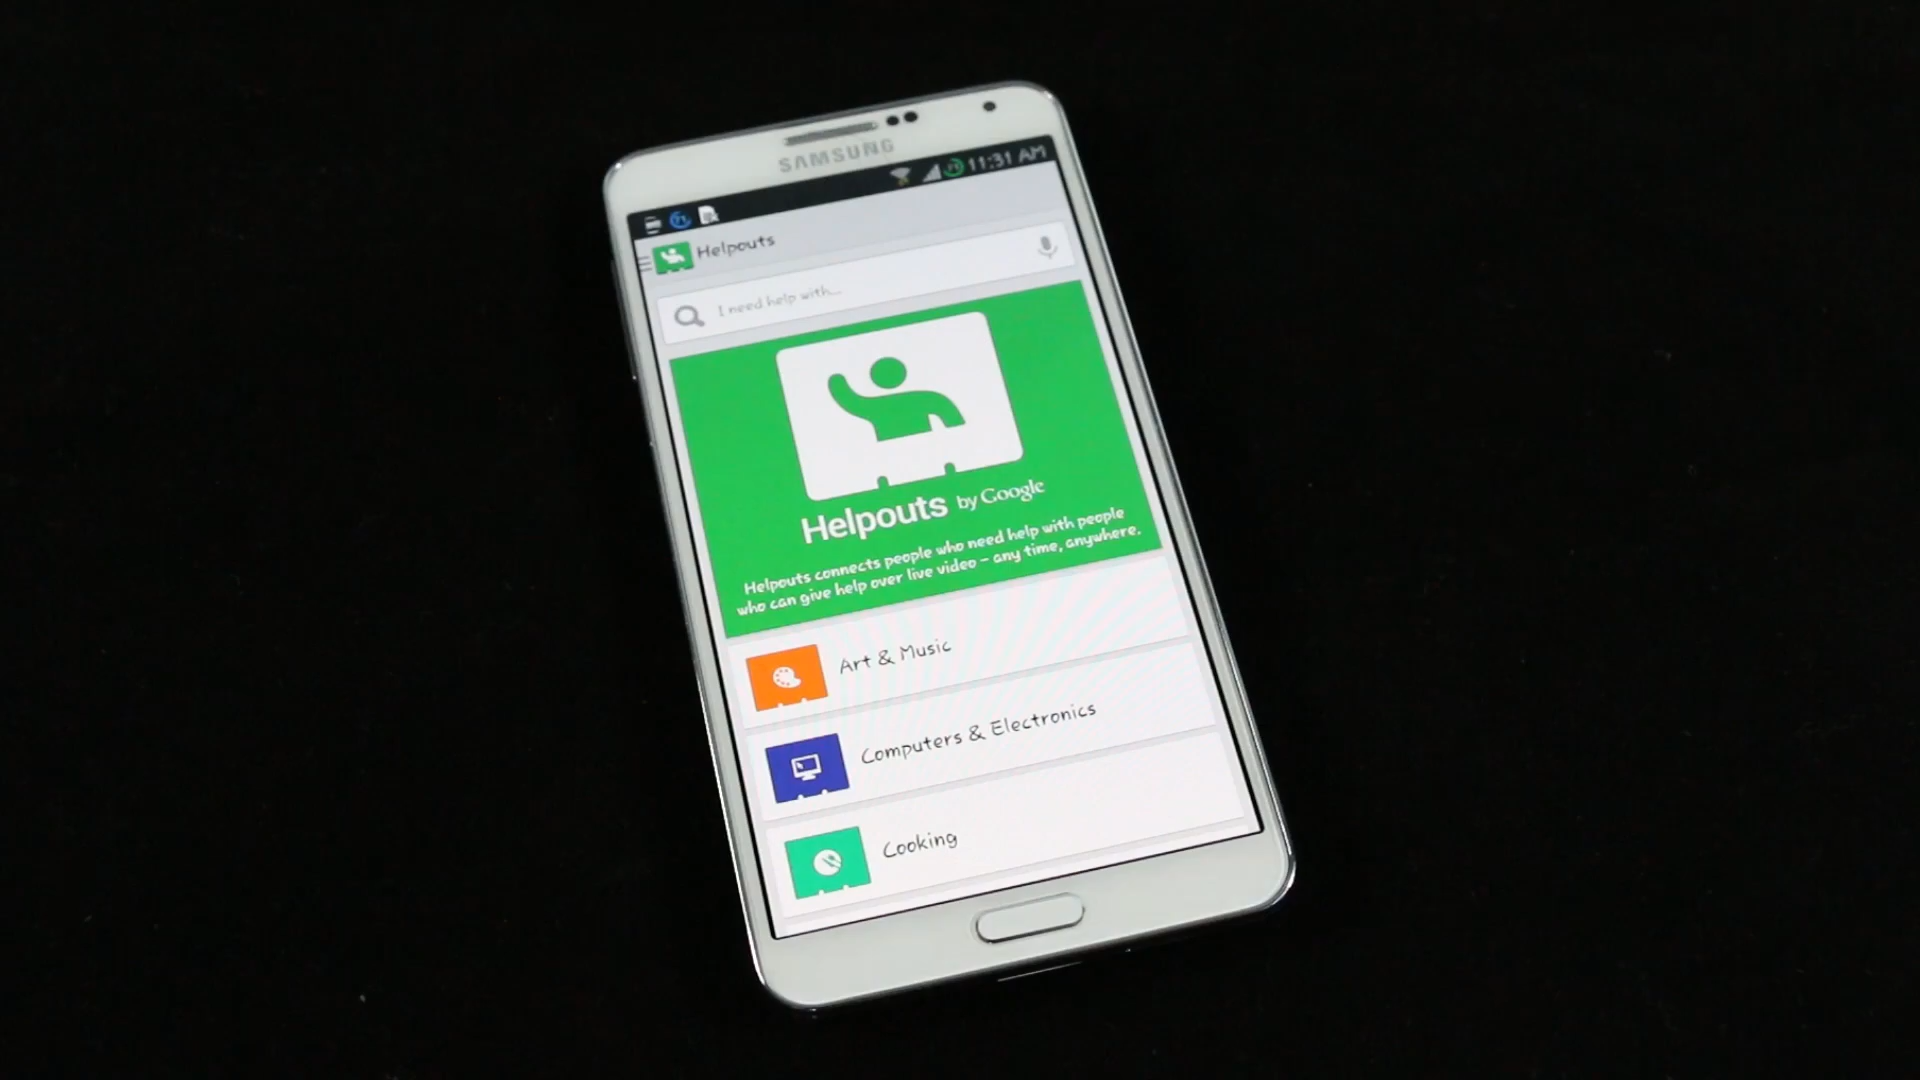 SAMSUNG
11:31 AM
Helpouts
I need help with...
Helpouts by Google
Helpouts connects people who need help with people
who can give help over live video – any time, anywhere.
Art & Music
Computers & Electronics
Cooking